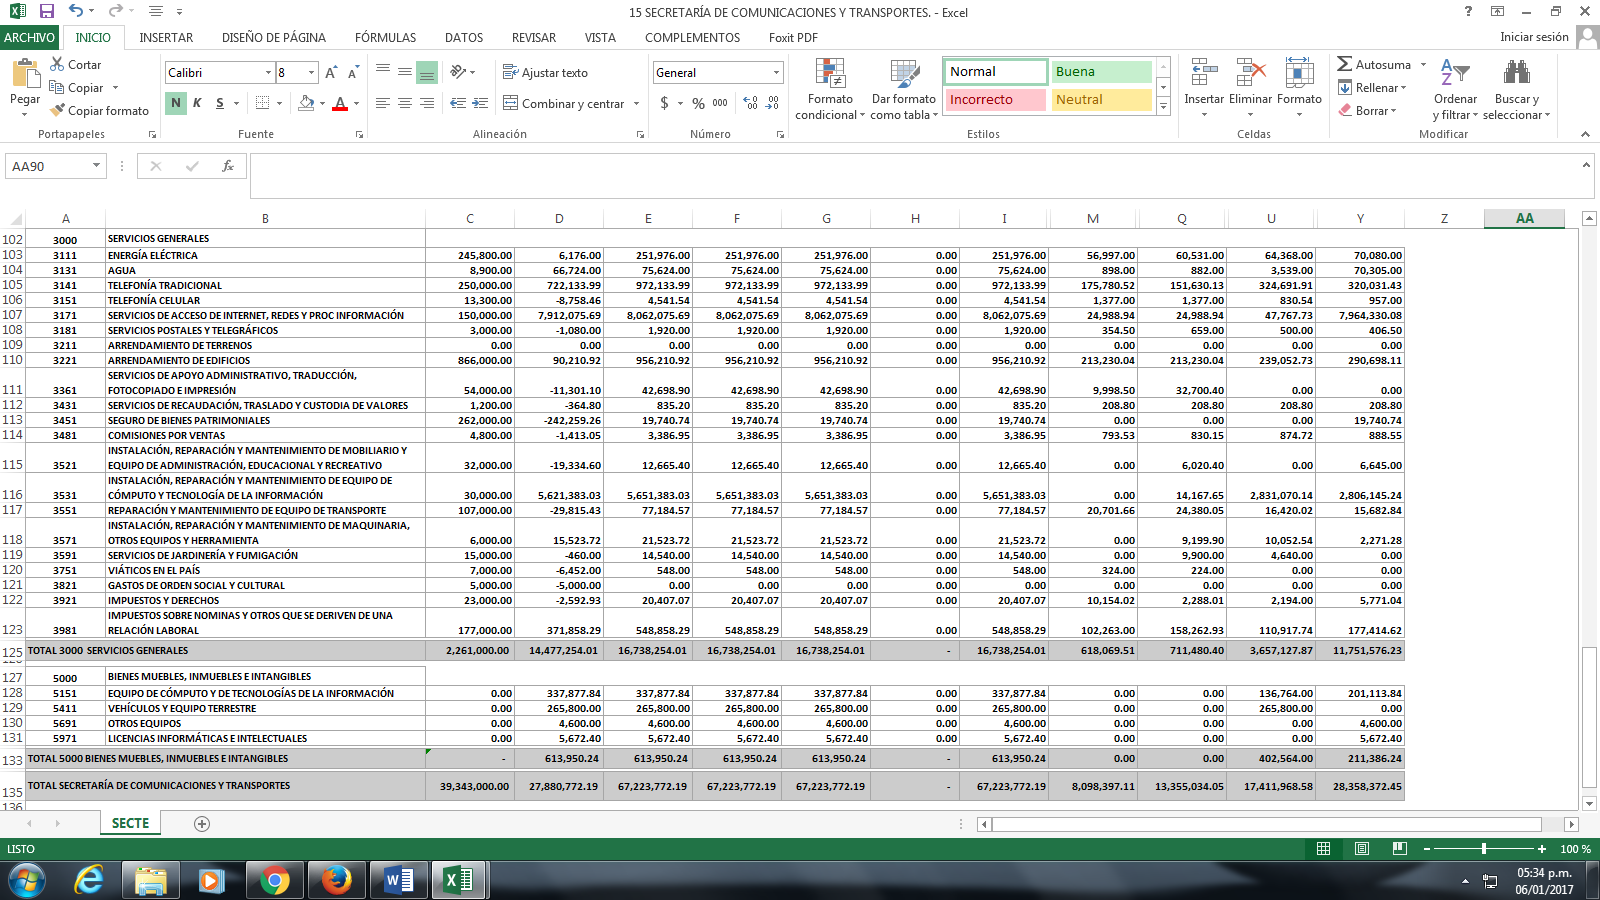 15 SECRETARÍA DE COMUNICACIONES Y TRANSPORTES. - Excel
ARCHIVO INICIO INSERTAR DISEÑO DE PÁGINA FÓRMULAS DATOS REVISAR VISTA COMPLEMENTOS Foxit PDF Iniciar sesión
Pegar
Cortar
Copiar
Copiar formato
Portapapeles
Calibri 8
N K S
Fuente
Ajustar texto
Combinar y centrar
Alineación
General
$ % 000
Número
Formato condicional
Dar formato como tabla
Normal Buena
Incorrecto Neutral
Estilos
Insertar Eliminar Formato
Celdas
Autosuma
Rellenar
Borrar
Ordenar y filtrar
Buscar y seleccionar
Modificar
AA90 fx
A B C D E F G H I M Q U Y Z AA
102 3000 SERVICIOS GENERALES
103 3111 ENERGÍA ELÉCTRICA 245,800.00 6,176.00 251,976.00 251,976.00 251,976.00 0.00 251,976.00 56,997.00 60,531.00 64,368.00 70,080.00
104 3131 AGUA 8,900.00 66,724.00 75,624.00 75,624.00 75,624.00 0.00 75,624.00 898.00 882.00 3,539.00 70,305.00
105 3141 TELEFONÍA TRADICIONAL 250,000.00 722,133.99 972,133.99 972,133.99 972,133.99 0.00 972,133.99 175,780.52 151,630.13 324,691.91 320,031.43
106 3151 TELEFONÍA CELULAR 13,300.00 -8,758.46 4,541.54 4,541.54 4,541.54 0.00 4,541.54 1,377.00 1,377.00 830.54 957.00
107 3171 SERVICIOS DE ACCESO DE INTERNET, REDES Y PROC INFORMACIÓN 150,000.00 7,912,075.69 8,062,075.69 8,062,075.69 8,062,075.69 0.00 8,062,075.69 24,988.94 24,988.94 47,767.73 7,964,330.08
108 3181 SERVICIOS POSTALES Y TELEGRÁFICOS 3,000.00 -1,080.00 1,920.00 1,920.00 1,920.00 0.00 1,920.00 354.50 659.00 500.00 406.50
109 3211 ARRENDAMIENTO DE TERRENOS 0.00 0.00 0.00 0.00 0.00 0.00 0.00 0.00 0.00 0.00 0.00
110 3221 ARRENDAMIENTO DE EDIFICIOS 866,000.00 90,210.92 956,210.92 956,210.92 956,210.92 0.00 956,210.92 213,230.04 213,230.04 239,052.73 290,698.11
SERVICIOS DE APOYO ADMINISTRATIVO, TRADUCCIÓN,
111 3361 FOTOCOPIADO E IMPRESIÓN 54,000.00 -11,301.10 42,698.90 42,698.90 42,698.90 0.00 42,698.90 9,998.50 32,700.40 0.00 0.00
112 3431 SERVICIOS DE RECAUDACIÓN, TRASLADO Y CUSTODIA DE VALORES 1,200.00 -364.80 835.20 835.20 835.20 0.00 835.20 208.80 208.80 208.80 208.80
113 3451 SEGURO DE BIENES PATRIMONIALES 262,000.00 -242,259.26 19,740.74 19,740.74 19,740.74 0.00 19,740.74 0.00 0.00 0.00 19,740.74
114 3481 COMISIONES POR VENTAS 4,800.00 -1,413.05 3,386.95 3,386.95 3,386.95 0.00 3,386.95 793.53 830.15 874.72 888.55
INSTALACIÓN, REPARACIÓN Y MANTENIMIENTO DE MOBILIARIO Y
115 3521 EQUIPO DE ADMINISTRACIÓN, EDUCACIONAL Y RECREATIVO 32,000.00 -19,334.60 12,665.40 12,665.40 12,665.40 0.00 12,665.40 0.00 6,020.40 0.00 6,645.00
INSTALACIÓN, REPARACIÓN Y MANTENIMIENTO DE EQUIPO DE
116 3531 CÓMPUTO Y TECNOLOGÍA DE LA INFORMACIÓN 30,000.00 5,621,383.03 5,651,383.03 5,651,383.03 5,651,383.03 0.00 5,651,383.03 0.00 14,167.65 2,831,070.14 2,806,145.24
117 3551 REPARACIÓN Y MANTENIMIENTO DE EQUIPO DE TRANSPORTE 107,000.00 -29,815.43 77,184.57 77,184.57 77,184.57 0.00 77,184.57 20,701.66 24,380.05 16,420.02 15,682.84
INSTALACIÓN, REPARACIÓN Y MANTENIMIENTO DE MAQUINARIA,
118 3571 OTROS EQUIPOS Y HERRAMIENTA 6,000.00 15,523.72 21,523.72 21,523.72 21,523.72 0.00 21,523.72 0.00 9,199.90 10,052.54 2,271.28
119 3591 SERVICIOS DE JARDINERÍA Y FUMIGACIÓN 15,000.00 -460.00 14,540.00 14,540.00 14,540.00 0.00 14,540.00 0.00 9,900.00 4,640.00 0.00
120 3751 VIÁTICOS EN EL PAÍS 7,000.00 -6,452.00 548.00 548.00 548.00 0.00 548.00 324.00 224.00 0.00 0.00
121 3821 GASTOS DE ORDEN SOCIAL Y CULTURAL 5,000.00 -5,000.00 0.00 0.00 0.00 0.00 0.00 0.00 0.00 0.00 0.00
122 3921 IMPUESTOS Y DERECHOS 23,000.00 -2,592.93 20,407.07 20,407.07 20,407.07 0.00 20,407.07 10,154.02 2,288.01 2,194.00 5,771.04
IMPUESTOS SOBRE NOMINAS Y OTROS QUE SE DERIVEN DE UNA
123 3981 RELACIÓN LABORAL 177,000.00 371,858.29 548,858.29 548,858.29 548,858.29 0.00 548,858.29 102,263.00 158,262.93 110,917.74 177,414.62
125 TOTAL 3000 SERVICIOS GENERALES 2,261,000.00 14,477,254.01 16,738,254.01 16,738,254.01 16,738,254.01 - 16,738,254.01 618,069.51 711,480.40 3,657,127.87 11,751,576.23
127 5000 BIENES MUEBLES, INMUEBLES E INTANGIBLES
128 5151 EQUIPO DE CÓMPUTO Y DE TECNOLOGÍAS DE LA INFORMACIÓN 0.00 337,877.84 337,877.84 337,877.84 337,877.84 0.00 337,877.84 0.00 0.00 136,764.00 201,113.84
129 5411 VEHÍCULOS Y EQUIPO TERRESTRE 0.00 265,800.00 265,800.00 265,800.00 265,800.00 0.00 265,800.00 0.00 0.00 265,800.00 0.00
130 5691 OTROS EQUIPOS 0.00 4,600.00 4,600.00 4,600.00 4,600.00 0.00 4,600.00 0.00 0.00 0.00 4,600.00
131 5971 LICENCIAS INFORMÁTICAS E INTELECTUALES 0.00 5,672.40 5,672.40 5,672.40 5,672.40 0.00 5,672.40 0.00 0.00 0.00 5,672.40
133 TOTAL 5000 BIENES MUEBLES, INMUEBLES E INTANGIBLES - 613,950.24 613,950.24 613,950.24 613,950.24 - 613,950.24 0.00 0.00 402,564.00 211,386.24
135 TOTAL SECRETARÍA DE COMUNICACIONES Y TRANSPORTES 39,343,000.00 27,880,772.19 67,223,772.19 67,223,772.19 67,223,772.19 - 67,223,772.19 8,098,397.11 13,355,034.05 17,411,968.58 28,358,372.45
136
SECTE
LISTO 100 %
05:34 p.m.
06/01/2017